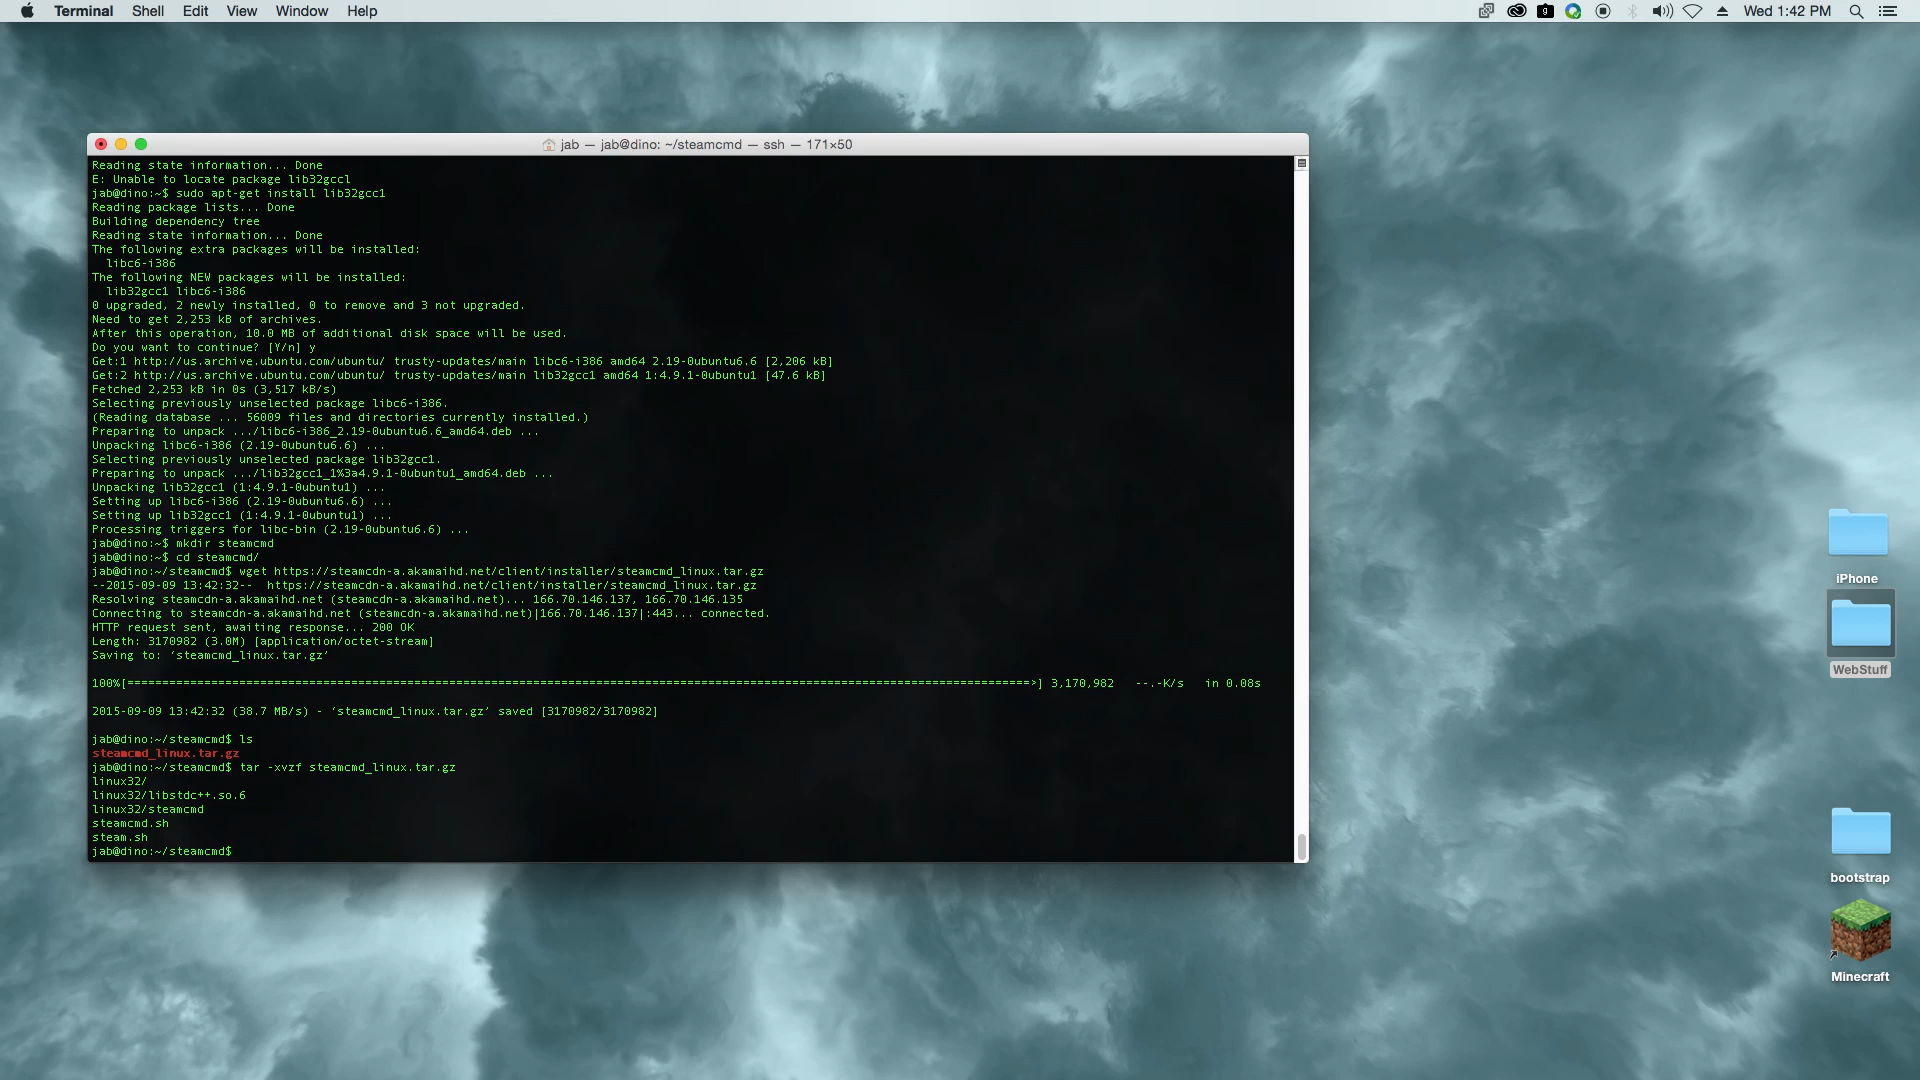 Terminal Shell Edit View Window Help
Wed 1:42 PM
jab — jab@dino: ~/steamcmd — ssh — 171×50
Reading state information... Done
E: Unable to locate package lib32gccl
jab@dino:~$ sudo apt-get install lib32gcc1
Reading package lists... Done
Building dependency tree
Reading state information... Done
The following extra packages will be installed:
  libc6-i386
The following NEW packages will be installed:
  lib32gcc1 libc6-i386
0 upgraded, 2 newly installed, 0 to remove and 3 not upgraded.
Need to get 2,253 kB of archives.
After this operation, 10.0 MB of additional disk space will be used.
Do you want to continue? [Y/n] y
Get:1 http://us.archive.ubuntu.com/ubuntu/ trusty-updates/main libc6-i386 amd64 2.19-0ubuntu6.6 [2,206 kB]
Get:2 http://us.archive.ubuntu.com/ubuntu/ trusty-updates/main lib32gcc1 amd64 1:4.9.1-0ubuntu1 [47.6 kB]
Fetched 2,253 kB in 0s (3,517 kB/s)
Selecting previously unselected package libc6-i386.
(Reading database ... 56009 files and directories currently installed.)
Preparing to unpack .../libc6-i386_2.19-0ubuntu6.6_amd64.deb ...
Unpacking libc6-i386 (2.19-0ubuntu6.6) ...
Selecting previously unselected package lib32gcc1.
Preparing to unpack .../lib32gcc1_1%3a4.9.1-0ubuntu1_amd64.deb ...
Unpacking lib32gcc1 (1:4.9.1-0ubuntu1) ...
Setting up libc6-i386 (2.19-0ubuntu6.6) ...
Setting up lib32gcc1 (1:4.9.1-0ubuntu1) ...
Processing triggers for libc-bin (2.19-0ubuntu6.6) ...
jab@dino:~$ mkdir steamcmd
jab@dino:~$ cd steamcmd/
jab@dino:~/steamcmd$ wget https://steamcdn-a.akamaihd.net/client/installer/steamcmd_linux.tar.gz
--2015-09-09 13:42:32--  https://steamcdn-a.akamaihd.net/client/installer/steamcmd_linux.tar.gz
Resolving steamcdn-a.akamaihd.net (steamcdn-a.akamaihd.net)... 166.70.146.137, 166.70.146.135
Connecting to steamcdn-a.akamaihd.net (steamcdn-a.akamaihd.net)|166.70.146.137|:443... connected.
HTTP request sent, awaiting response... 200 OK
Length: 3170982 (3.0M) [application/octet-stream]
Saving to: ‘steamcmd_linux.tar.gz’
100%[=================================================================================================================================>] 3,170,982   --.-K/s   in 0.08s
2015-09-09 13:42:32 (38.7 MB/s) - ‘steamcmd_linux.tar.gz’ saved [3170982/3170982]
jab@dino:~/steamcmd$ ls
steamcmd_linux.tar.gz
jab@dino:~/steamcmd$ tar -xvzf steamcmd_linux.tar.gz
linux32/
linux32/libstdc++.so.6
linux32/steamcmd
steamcmd.sh
steam.sh
jab@dino:~/steamcmd$
iPhone
WebStuff
bootstrap
Minecraft